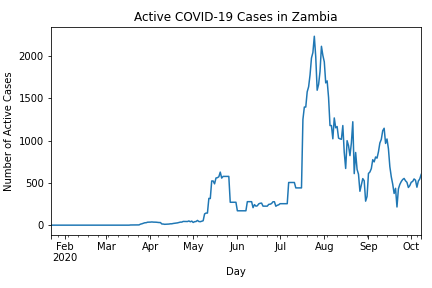 Active COVID-19 Cases in Zambia
Number of Active Cases
2000
1500
1000
500
0
Feb Mar Apr May Jun Jul Aug Sep Oct
2020
Day